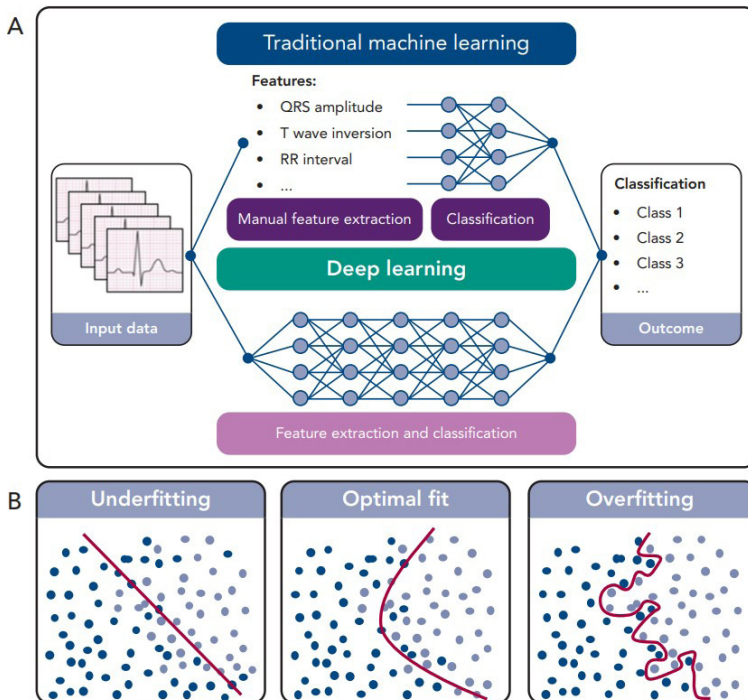 A
Traditional machine learning
Features:
• QRS amplitude
• T wave inversion
• RR interval
• ...
Manual feature extraction
Classification
Deep learning
Input data
Classification
• Class 1
• Class 2
• Class 3
• ...
Outcome
Feature extraction and classification
B
Underfitting
Optimal fit
Overfitting